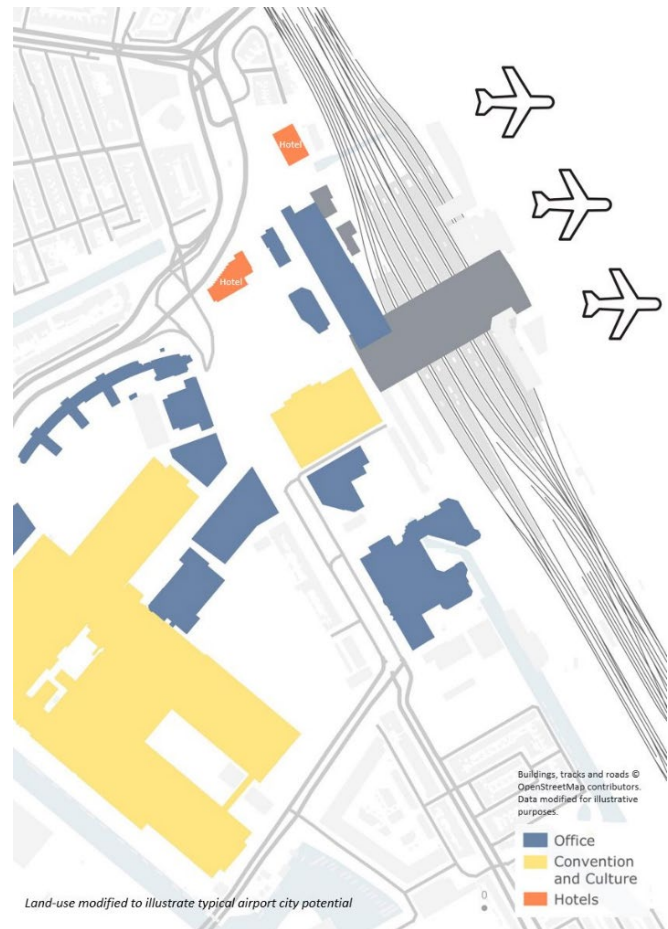 Hotel
Hotel
Buildings, tracks and roads ©
OpenStreetMap contributors.
Data modified for illustrative
purposes.
Office
Convention
and Culture
Hotels
Land-use modified to illustrate typical airport city potential
0